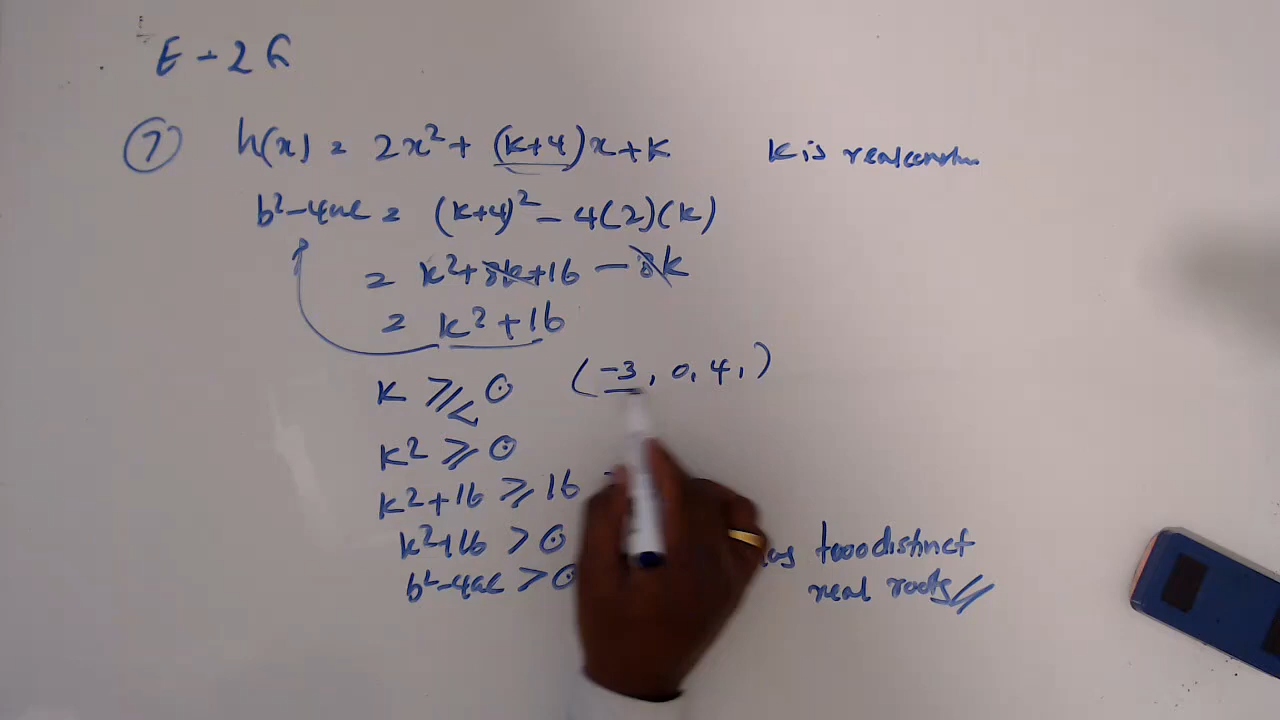 E - 2G
⑦ h(x) = 2x² + (k+4)x + k k is real
b²-4ac = (k+4)² - 4(2)(k)
= k² + 8k + 16 - 8k
= k² + 16
k ≥< 0 (-3, 0, 4, )
k² ≥ 0
k² + 16 ≥ 16
k² + 16 > 0 two distinct
b²-4ac > 0 real roots